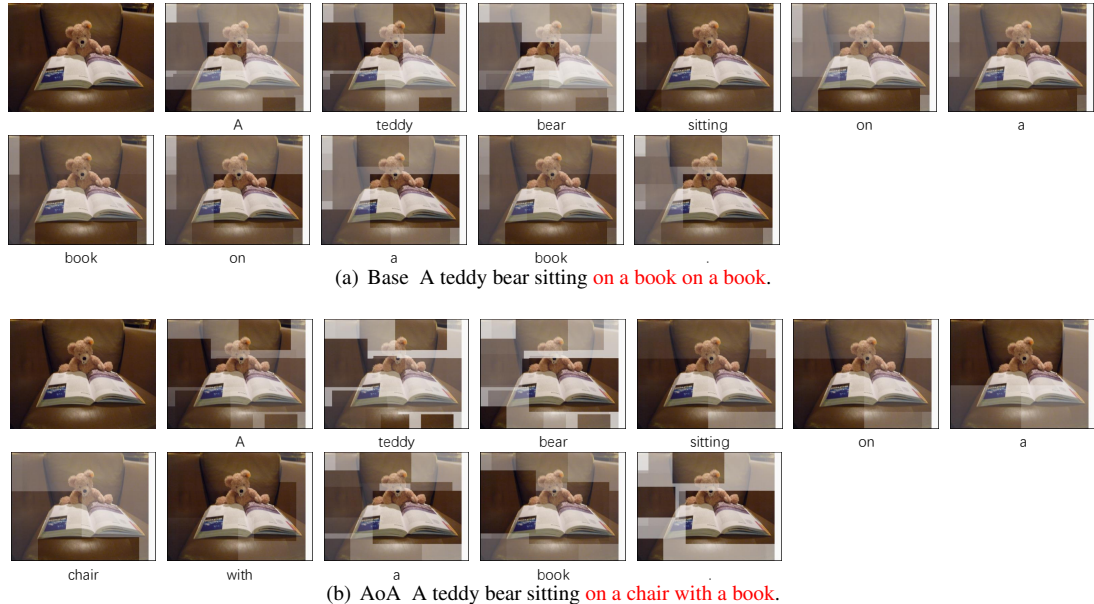 A teddy bear sitting on a
book on a book .
(a) Base A teddy bear sitting on a book on a book.
A teddy bear sitting on a
chair with a book .
(b) AoA A teddy bear sitting on a chair with a book.